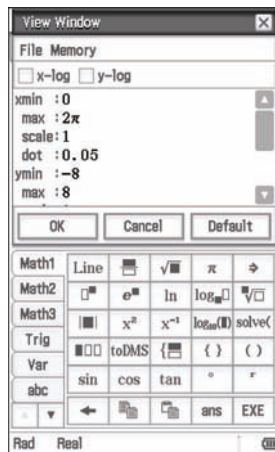 View Window
File Memory
x-log y-log
xmin :0
max :2π
scale:1
dot :0.05
ymin :-8
max :8
OK Cancel Default
Math1 Line √■ π ⇒
Math2 e■ ln log■□ √□
Math3 |■| x² x⁻¹ log₁₀(■) solve(
Trig ■□□ toDMS {■ { } ( )
Var sin cos tan ° r
abc
← ans EXE
Rad Real